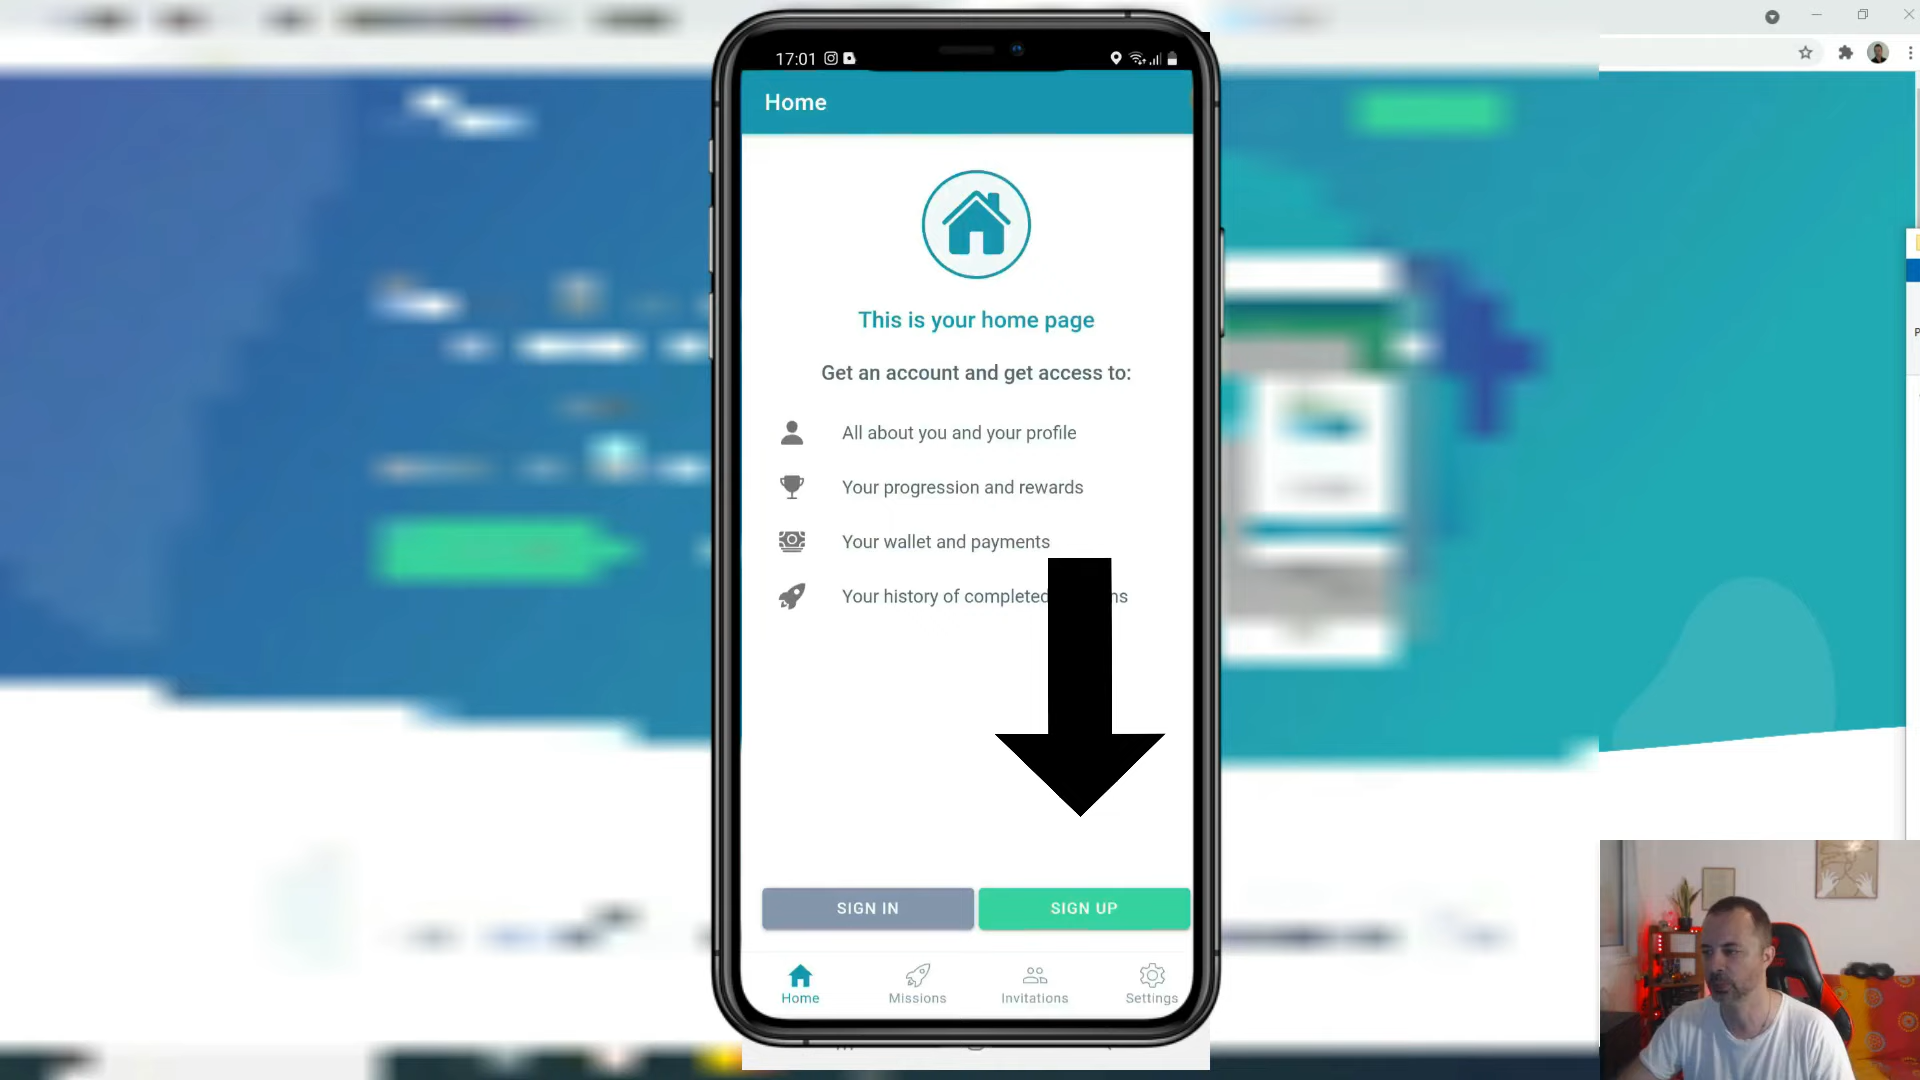 17:01
Home
This is your home page
Get an account and get access to:
All about you and your profile
Your progression and rewards
Your wallet and payments
Your history of completed
SIGN IN SIGN UP
Home Missions Invitations Settings